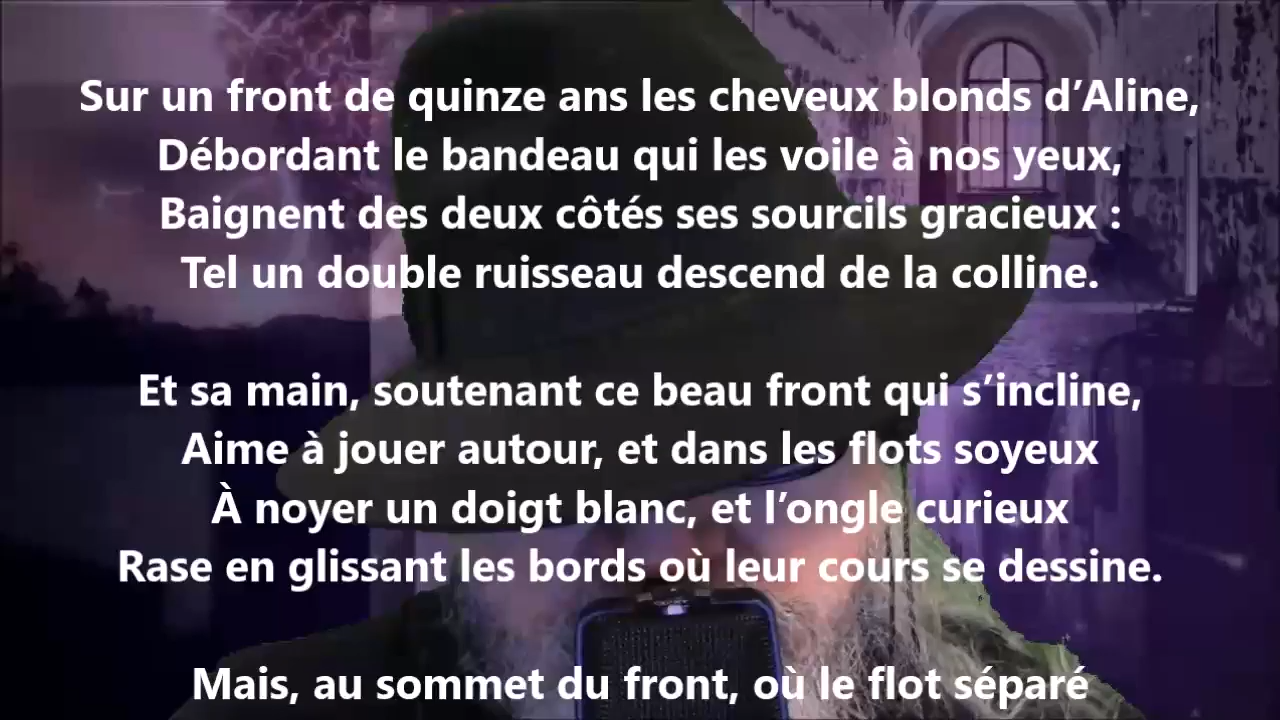 Sur un front de quinze ans les cheveux blonds d’Aline,
Débordant le bandeau qui les voile à nos yeux,
Baignent des deux côtés ses sourcils gracieux :
Tel un double ruisseau descend de la colline.
Et sa main, soutenant ce beau front qui s’incline,
Aime à jouer autour, et dans les flots soyeux
À noyer un doigt blanc, et l’ongle curieux
Rase en glissant les bords où leur cours se dessine.
Mais, au sommet du front, où le flot séparé